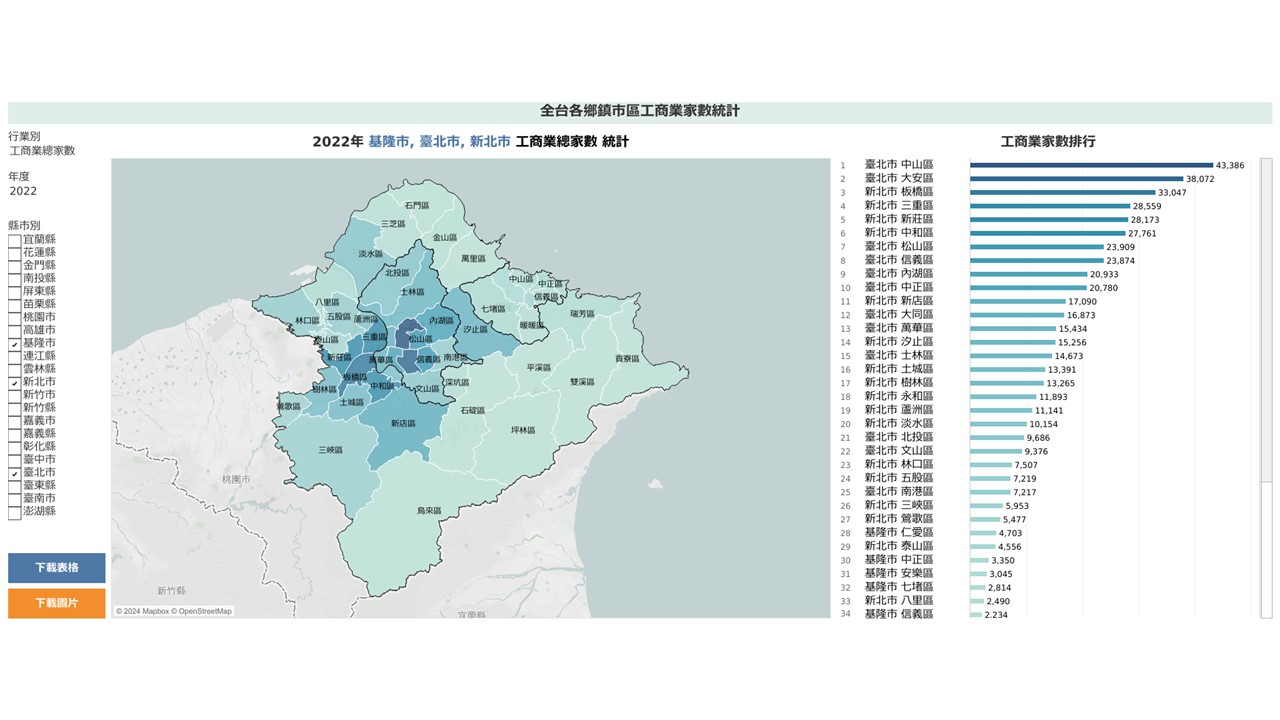 全台各鄉鎮市區工商業家數統計
行業別
工商業總家數
年度
2022
縣市別
宜蘭縣
花蓮縣
金門縣
南投縣
屏東縣
苗栗縣
桃園市
高雄市
基隆市
連江縣
雲林縣
新北市
新竹市
新竹縣
嘉義市
嘉義縣
彰化縣
臺中市
臺北市
臺東縣
臺南市
澎湖縣
下載表格
下載圖片
2022年 基隆市, 臺北市, 新北市 工商業總家數 統計
石門區
三芝區
金山區
淡水區
萬里區
北投區
中山區
中正區
士林區
信義區
八里區
七堵區
瑞芳區
林口區
五股區
蘆洲區
內湖區
暖暖區
汐止區
泰山區
三重區
松山區
新莊區
萬華區
信義區
南港區
貢寮區
平溪區
板橋區
中和區
文山區
深坑區
雙溪區
樹林區
土城區
鶯歌區
石碇區
新店區
坪林區
三峽區
桃園市
烏來區
新竹縣
宜蘭縣
© 2024 Mapbox © OpenStreetMap
工商業家數排行
1 臺北市 中山區 43,386
2 臺北市 大安區 38,072
3 新北市 板橋區 33,047
4 新北市 三重區 28,559
5 新北市 新莊區 28,173
6 新北市 中和區 27,761
7 臺北市 松山區 23,909
8 臺北市 信義區 23,874
9 臺北市 內湖區 20,933
10 臺北市 中正區 20,780
11 新北市 新店區 17,090
12 臺北市 大同區 16,873
13 臺北市 萬華區 15,434
14 新北市 汐止區 15,256
15 臺北市 士林區 14,673
16 新北市 土城區 13,391
17 新北市 樹林區 13,265
18 新北市 永和區 11,893
19 新北市 蘆洲區 11,141
20 新北市 淡水區 10,154
21 臺北市 北投區 9,686
22 臺北市 文山區 9,376
23 新北市 林口區 7,507
24 新北市 五股區 7,219
25 臺北市 南港區 7,217
26 新北市 三峽區 5,953
27 新北市 鶯歌區 5,477
28 基隆市 仁愛區 4,703
29 新北市 泰山區 4,556
30 基隆市 中正區 3,350
31 基隆市 安樂區 3,045
32 基隆市 七堵區 2,814
33 新北市 八里區 2,490
34 基隆市 信義區 2,234